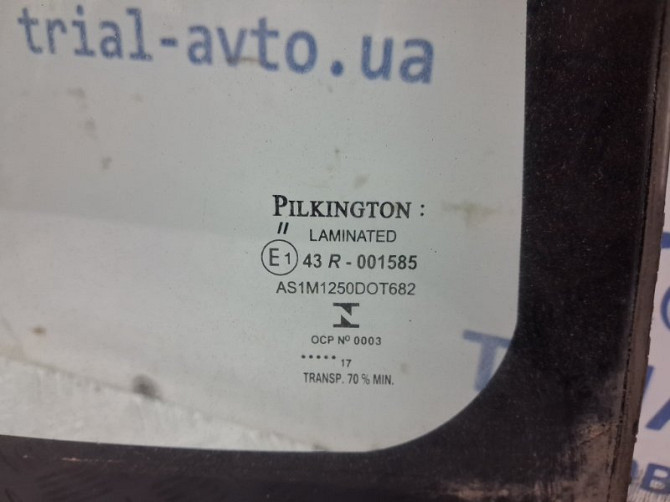 trial-avto.ua
PILKINGTON :
" LAMINATED
E1 43 R - 001585
AS1M1250DOT682
N
OCP Nº 0003
***** 17
TRANSP. 70 % MIN.